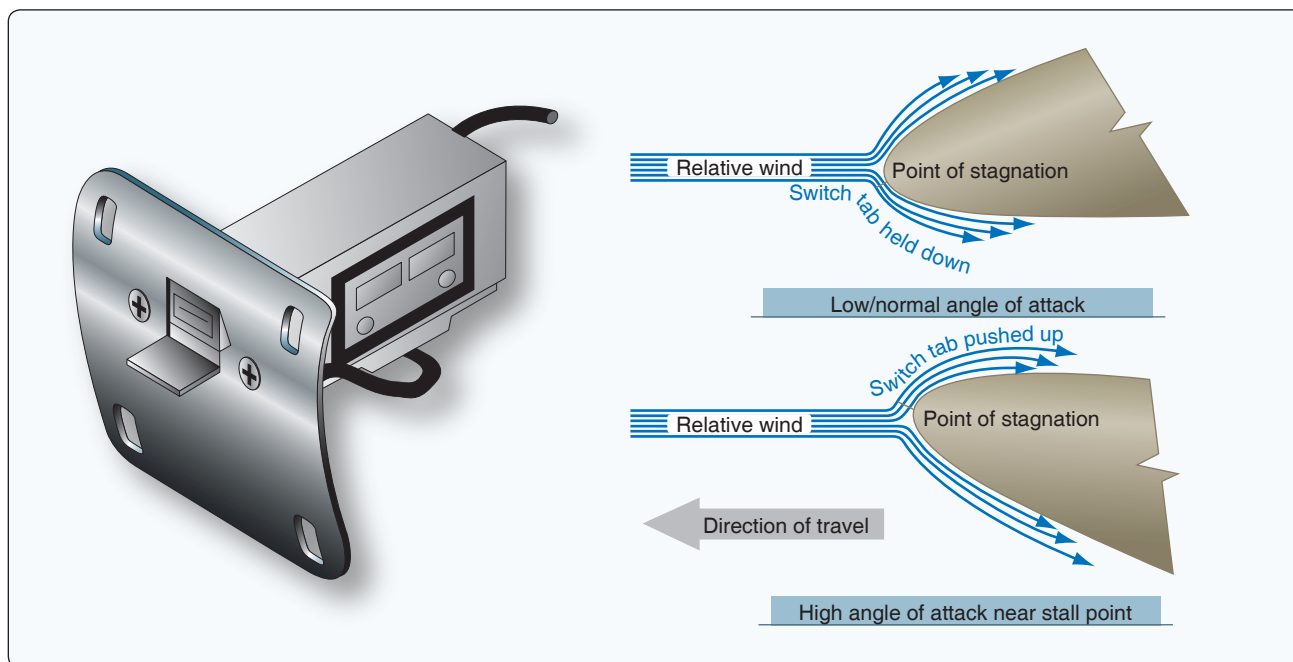 Relative wind
Point of stagnation
Switch tab held down
Low/normal angle of attack
Switch tab pushed up
Relative wind
Point of stagnation
Direction of travel
High angle of attack near stall point